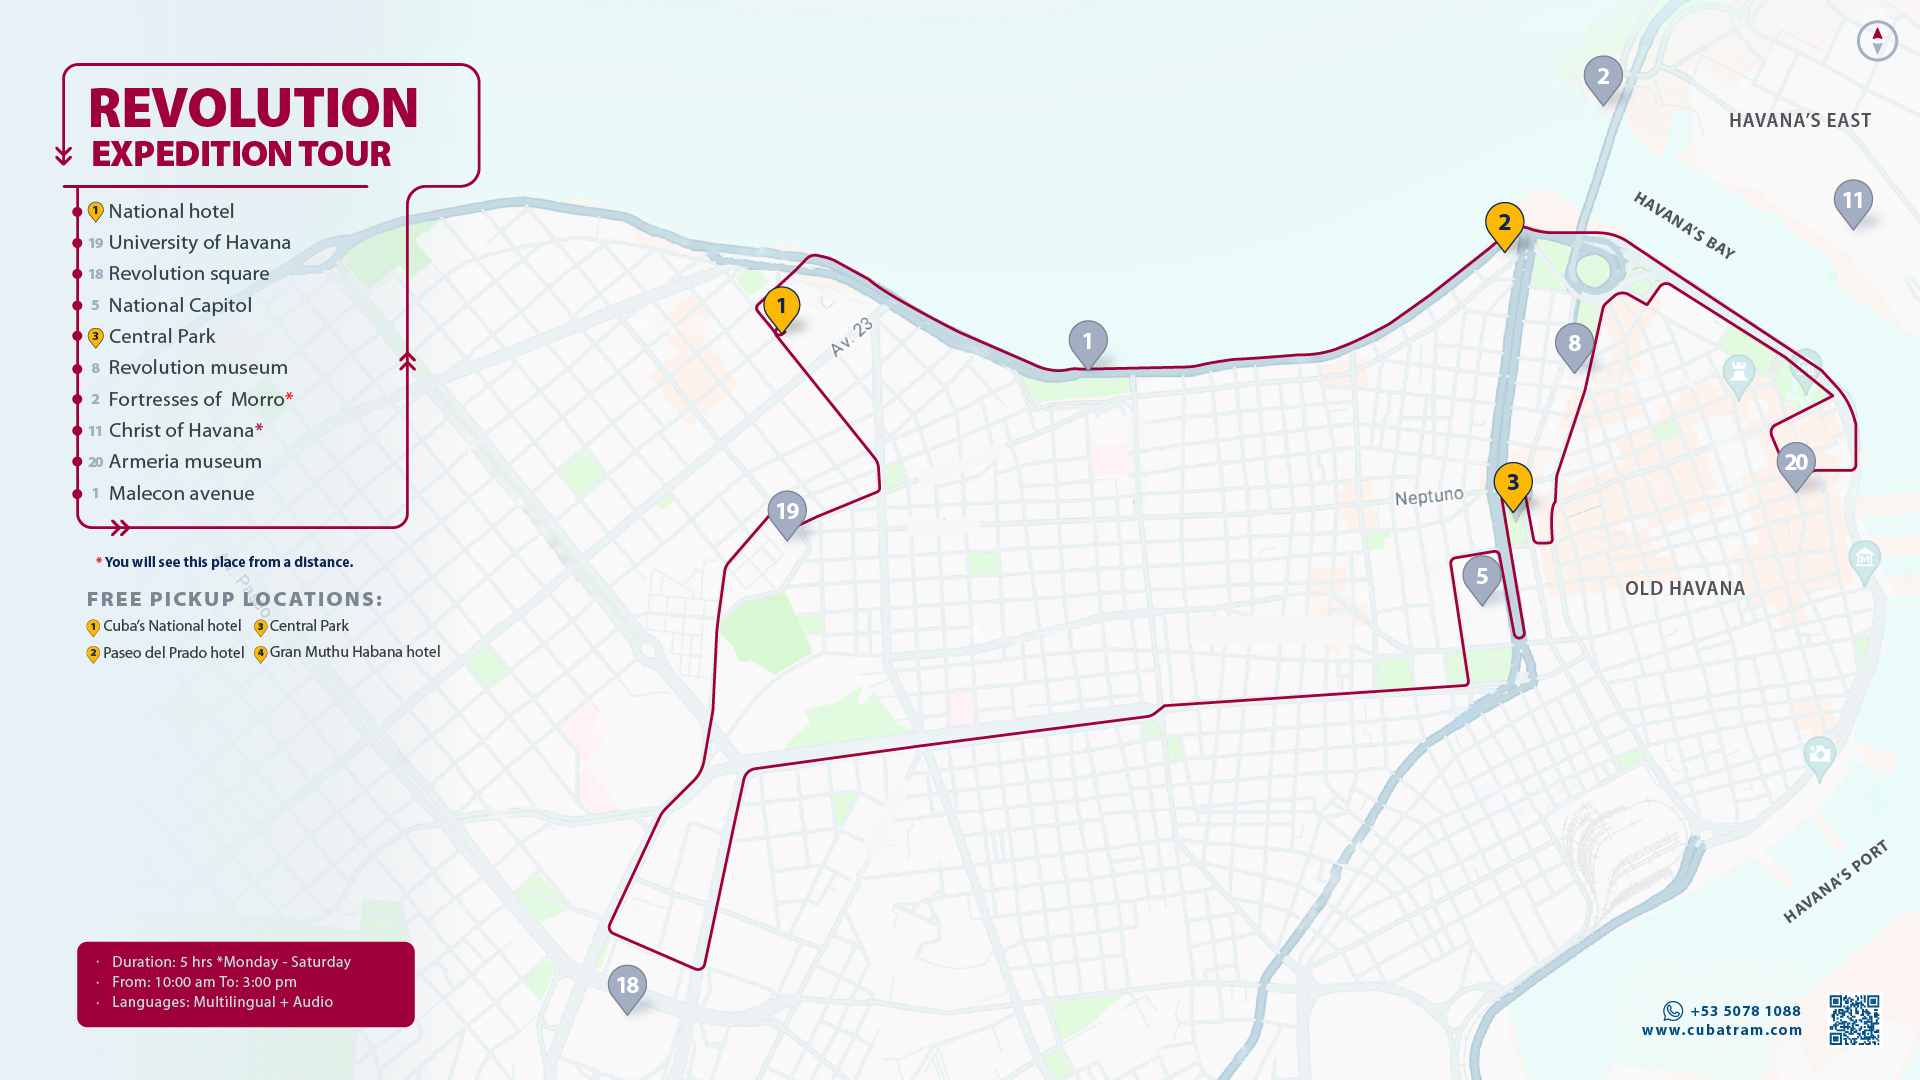 REVOLUTION
EXPEDITION TOUR
1 National hotel
19 University of Havana
18 Revolution square
5 National Capitol
3 Central Park
8 Revolution museum
2 Fortresses of Morro*
11 Christ of Havana*
20 Armeria museum
1 Malecon avenue
* You will see this place from a distance.
FREE PICKUP LOCATIONS:
1 Cuba's National hotel 3 Central Park
2 Paseo del Prado hotel 4 Gran Muthu Habana hotel
· Duration: 5 hrs *Monday - Saturday
· From: 10:00 am To: 3:00 pm
· Languages: Multilingual + Audio
2
HAVANA'S EAST
11
HAVANA'S BAY
2
1
Av. 23
1
8
20
3
Neptuno
19
5
OLD HAVANA
18
HAVANA'S PORT
+53 5078 1088
www.cubatram.com